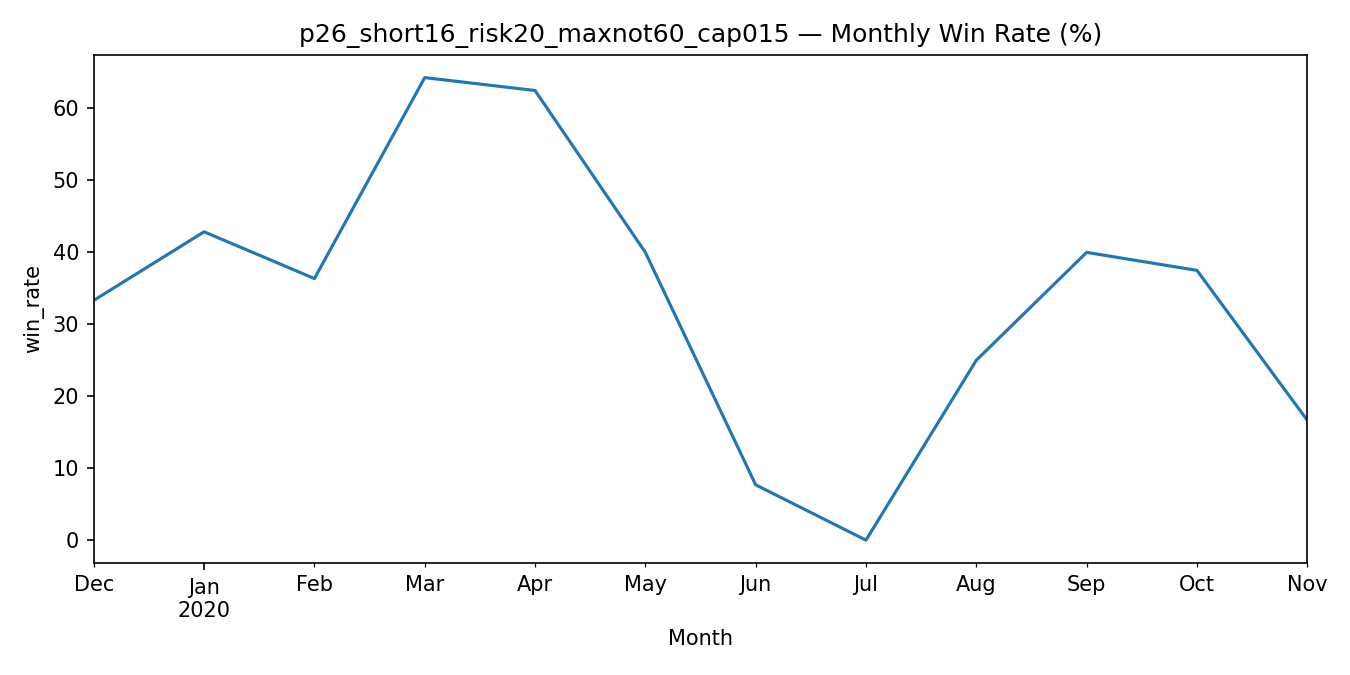 p26_short16_risk20_maxnot60_cap015 — Monthly Win Rate (%)
win_rate
60
50
40
30
20
10
0
Dec Jan Feb Mar Apr May Jun Jul Aug Sep Oct Nov
2020
Month